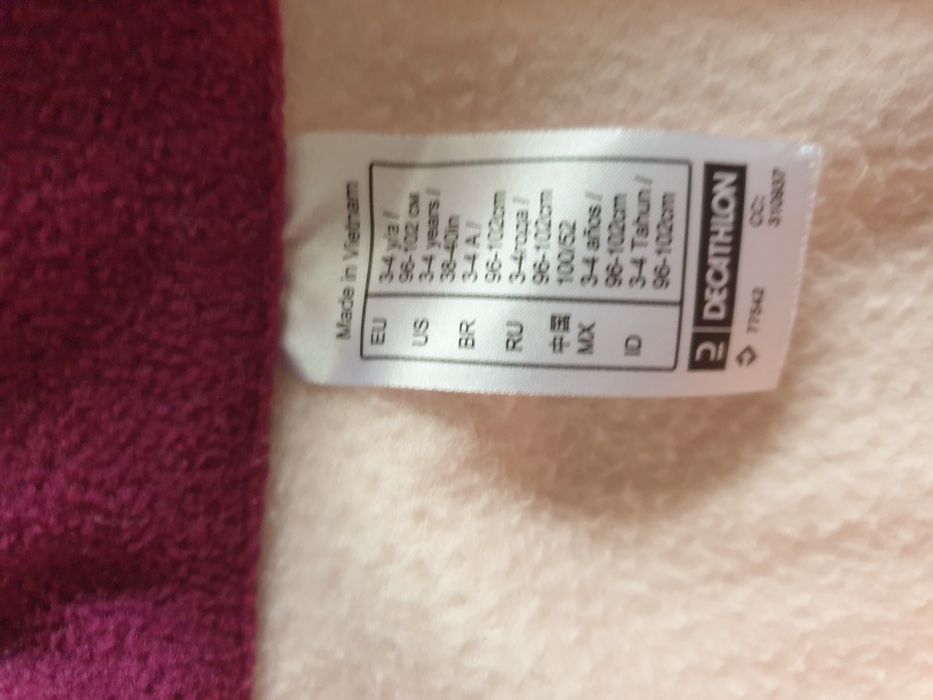 Made in Vietnam
EU 3-4 y/a //
96-102 см
US 3-4 years //
38-40in
BR 3-4 A //
96-102cm
RU 3-4года //
96-102cm
中国 100/52
MX 3-4 años //
96-102cm
ID 3-4 Tahun //
96-102cm
DECATHLON
77542 CC:
310937